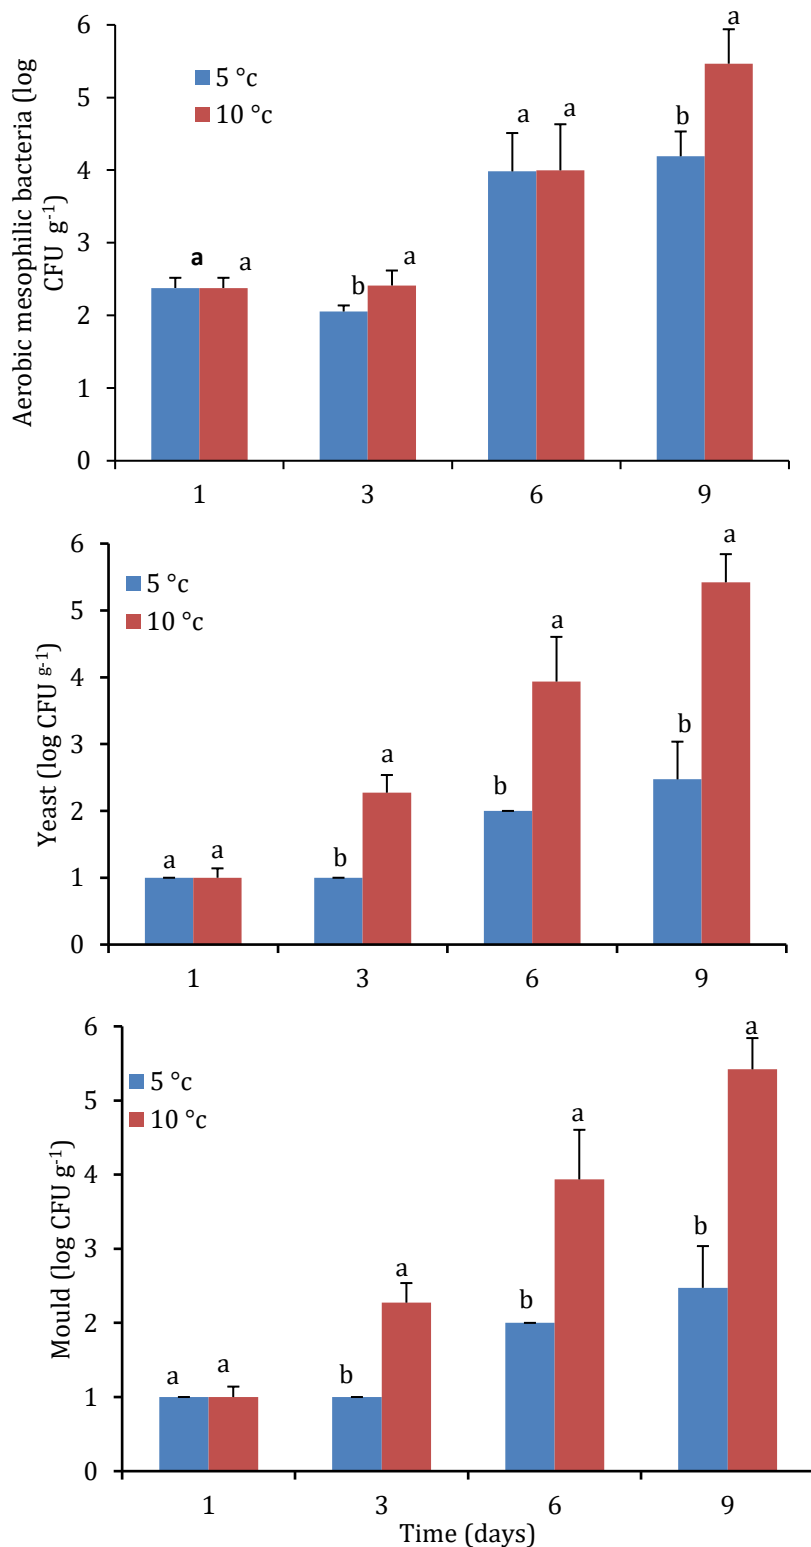 Aerobic mesophilic bacteria (log
CFU g-1)
6
5
4
3
2
1
0
5 °c
10 °c
a
a
b
a
a
a
b
a
1
3
6
9
Yeast (log CFU g-1)
6
5
4
3
2
1
0
5 °c
10 °c
a
a
b
a
b
a
b
a
1
3
6
9
Mould (log CFU g-1)
6
5
4
3
2
1
0
5 °c
10 °c
a
a
b
a
b
a
b
a
1
3
6
9
Time (days)